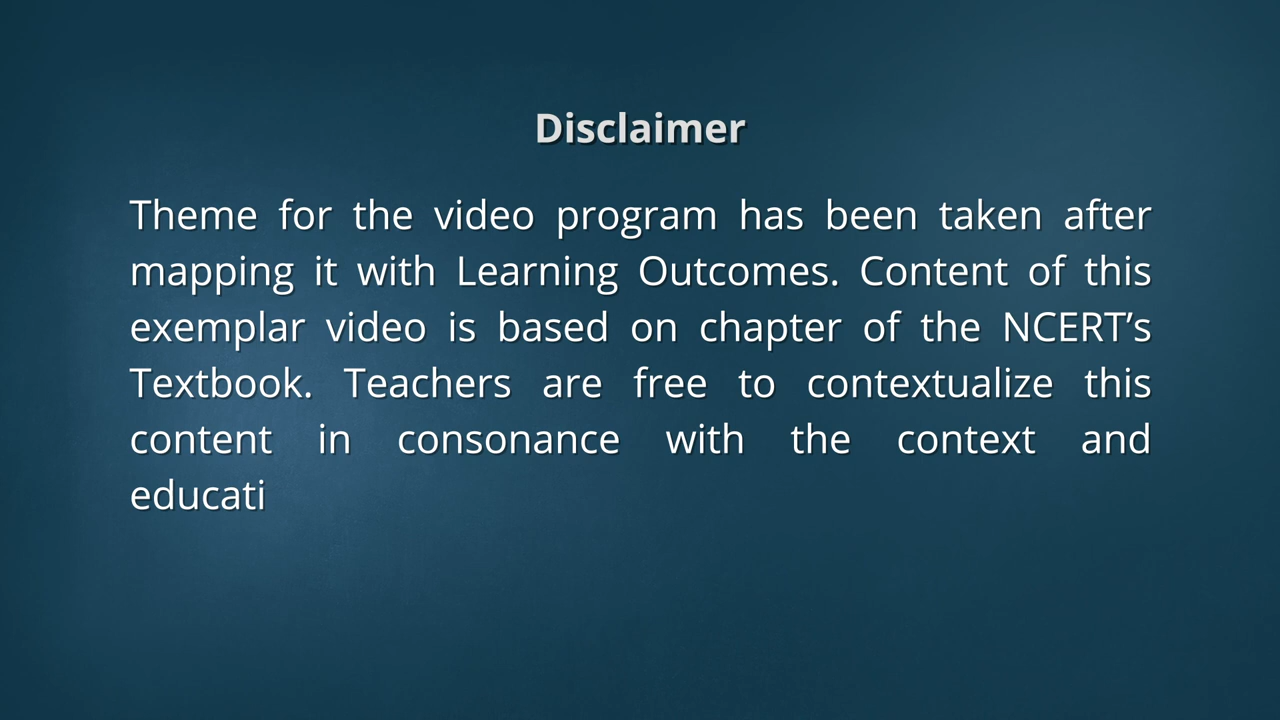 Disclaimer
Theme for the video program has been taken after
mapping it with Learning Outcomes. Content of this
exemplar video is based on chapter of the NCERT’s
Textbook. Teachers are free to contextualize this
content in consonance with the context and
educati